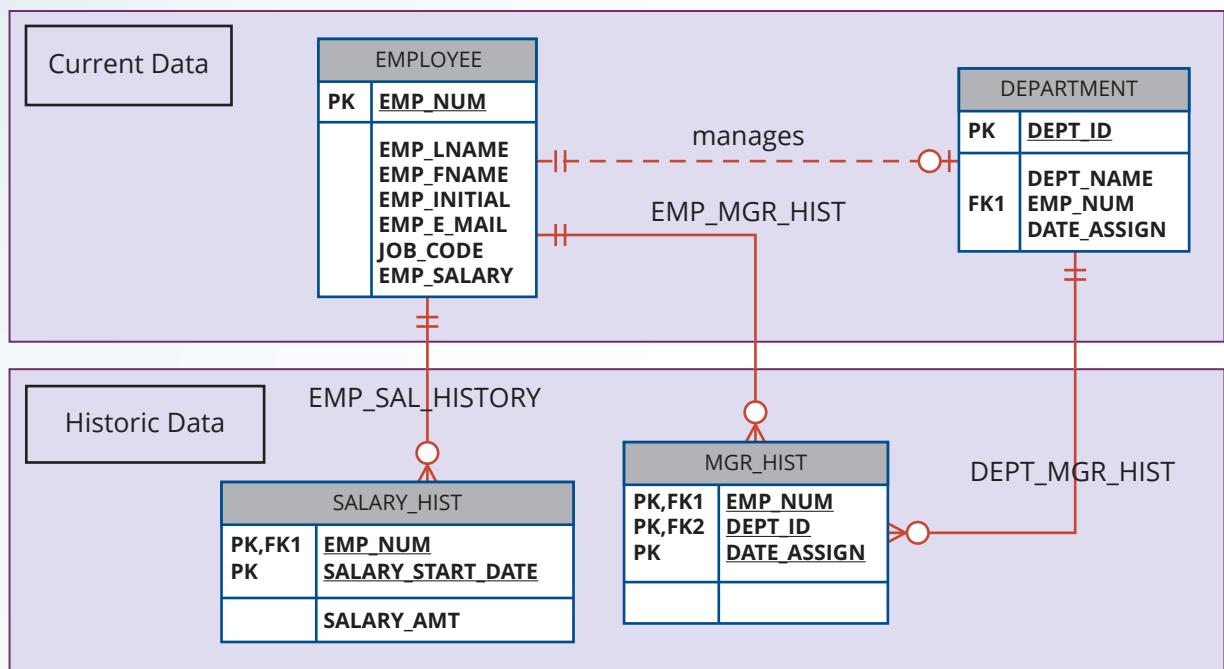 Current Data
EMPLOYEE
PK EMP_NUM
EMP_LNAME
EMP_FNAME
EMP_INITIAL
EMP_E_MAIL
JOB_CODE
EMP_SALARY
manages
EMP_MGR_HIST
DEPARTMENT
PK DEPT_ID
DEPT_NAME
FK1 EMP_NUM
DATE_ASSIGN
Historic Data
EMP_SAL_HISTORY
SALARY_HIST
PK,FK1 EMP_NUM
PK SALARY_START_DATE
SALARY_AMT
MGR_HIST
PK,FK1 EMP_NUM
PK,FK2 DEPT_ID
PK DATE_ASSIGN
DEPT_MGR_HIST